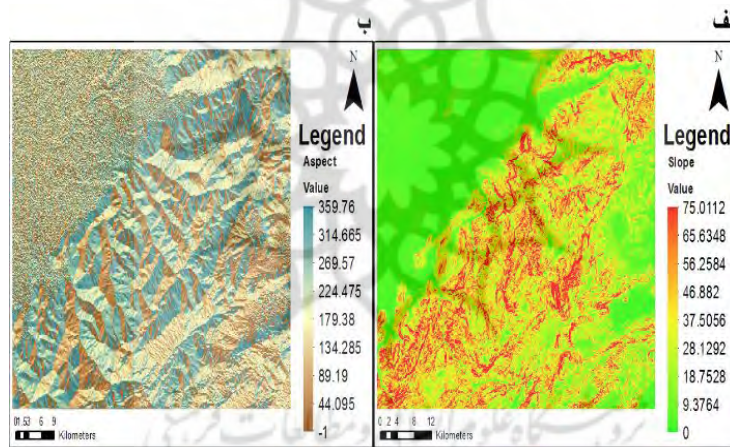 ب
N
Legend
Aspect
Value
359.76
314.665
269.57
224.475
179.38
134.285
89.19
44.095
-1
Kilometers
N
Legend
Slope
Value
75.0112
65.6348
56.2584
46.882
37.5056
28.1292
18.7528
9.3764
0
0 2 4 8 12
Kilometers